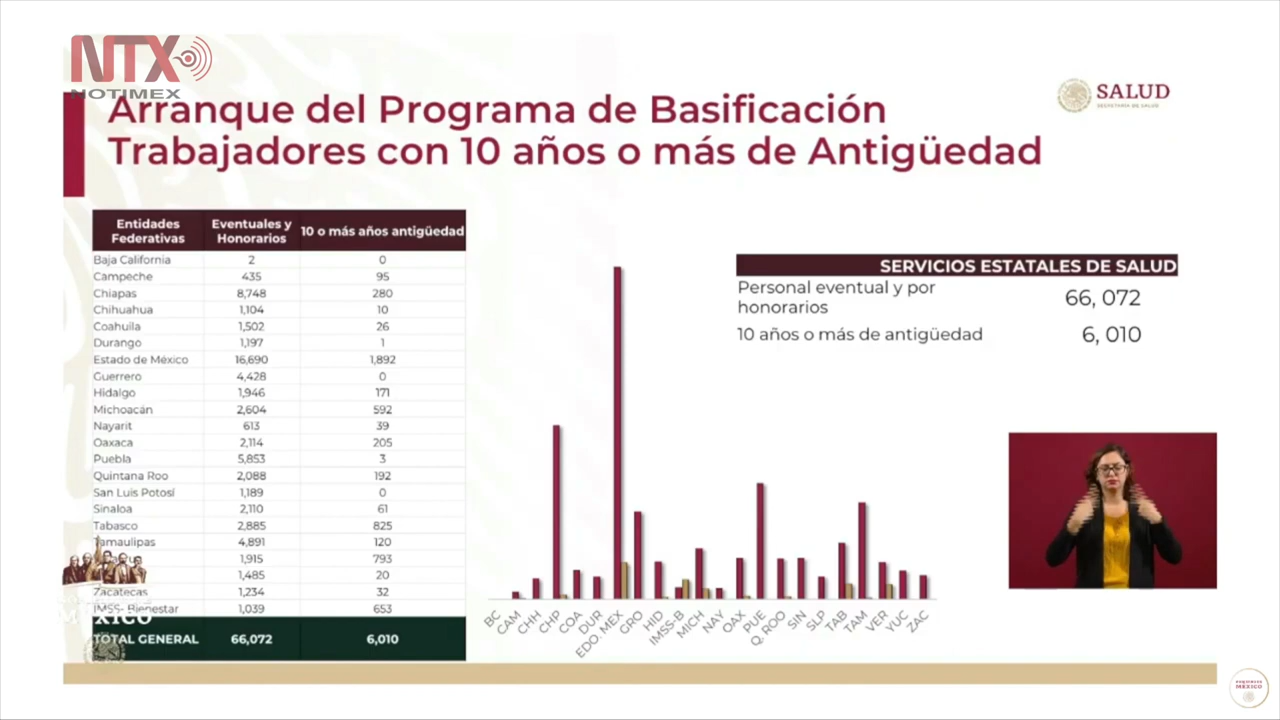 NTX
NOTIMEX
Arranque del Programa de Basificación
Trabajadores con 10 años o más de Antigüedad
SALUD
SECRETARÍA DE SALUD
Entidades Federativas Eventuales y Honorarios 10 o más años antigüedad
Baja California 2 0
Campeche 435 95
Chiapas 8,748 280
Chihuahua 1,104 10
Coahuila 1,502 26
Durango 1,197 1
Estado de México 16,690 1,892
Guerrero 4,428 0
Hidalgo 1,946 171
Michoacán 2,604 592
Nayarit 613 39
Oaxaca 2,114 205
Puebla 5,853 3
Quintana Roo 2,088 192
San Luis Potosí 1,189 0
Sinaloa 2,110 61
Tabasco 2,885 825
Tamaulipas 4,891 120
1,915 793
1,485 20
Zacatecas 1,234 32
IMSS- Bienestar 1,039 653
TOTAL GENERAL 66,072 6,010
MÉXICO
BC CAM CHH CHP COA DUR EDO. MEX GRO HID IMSS-B MICH NAY OAX PUE Q. ROO SIN SLP TAB TAM VER YUC ZAC
SERVICIOS ESTATALES DE SALUD
Personal eventual y por
honorarios 66, 072
10 años o más de antigüedad 6, 010
MÉXICO